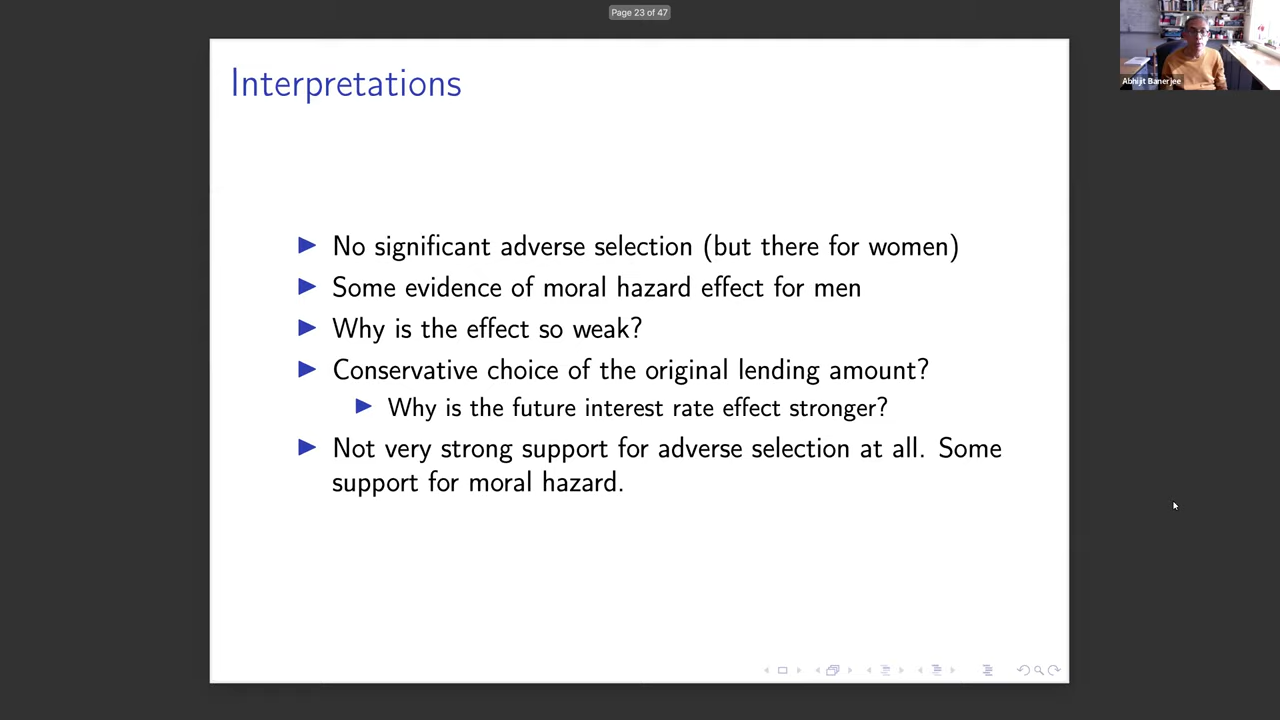 Page 23 of 47
Abhijit Banerjee
Interpretations
No significant adverse selection (but there for women)
Some evidence of moral hazard effect for men
Why is the effect so weak?
Conservative choice of the original lending amount?
Why is the future interest rate effect stronger?
Not very strong support for adverse selection at all. Some
support for moral hazard.